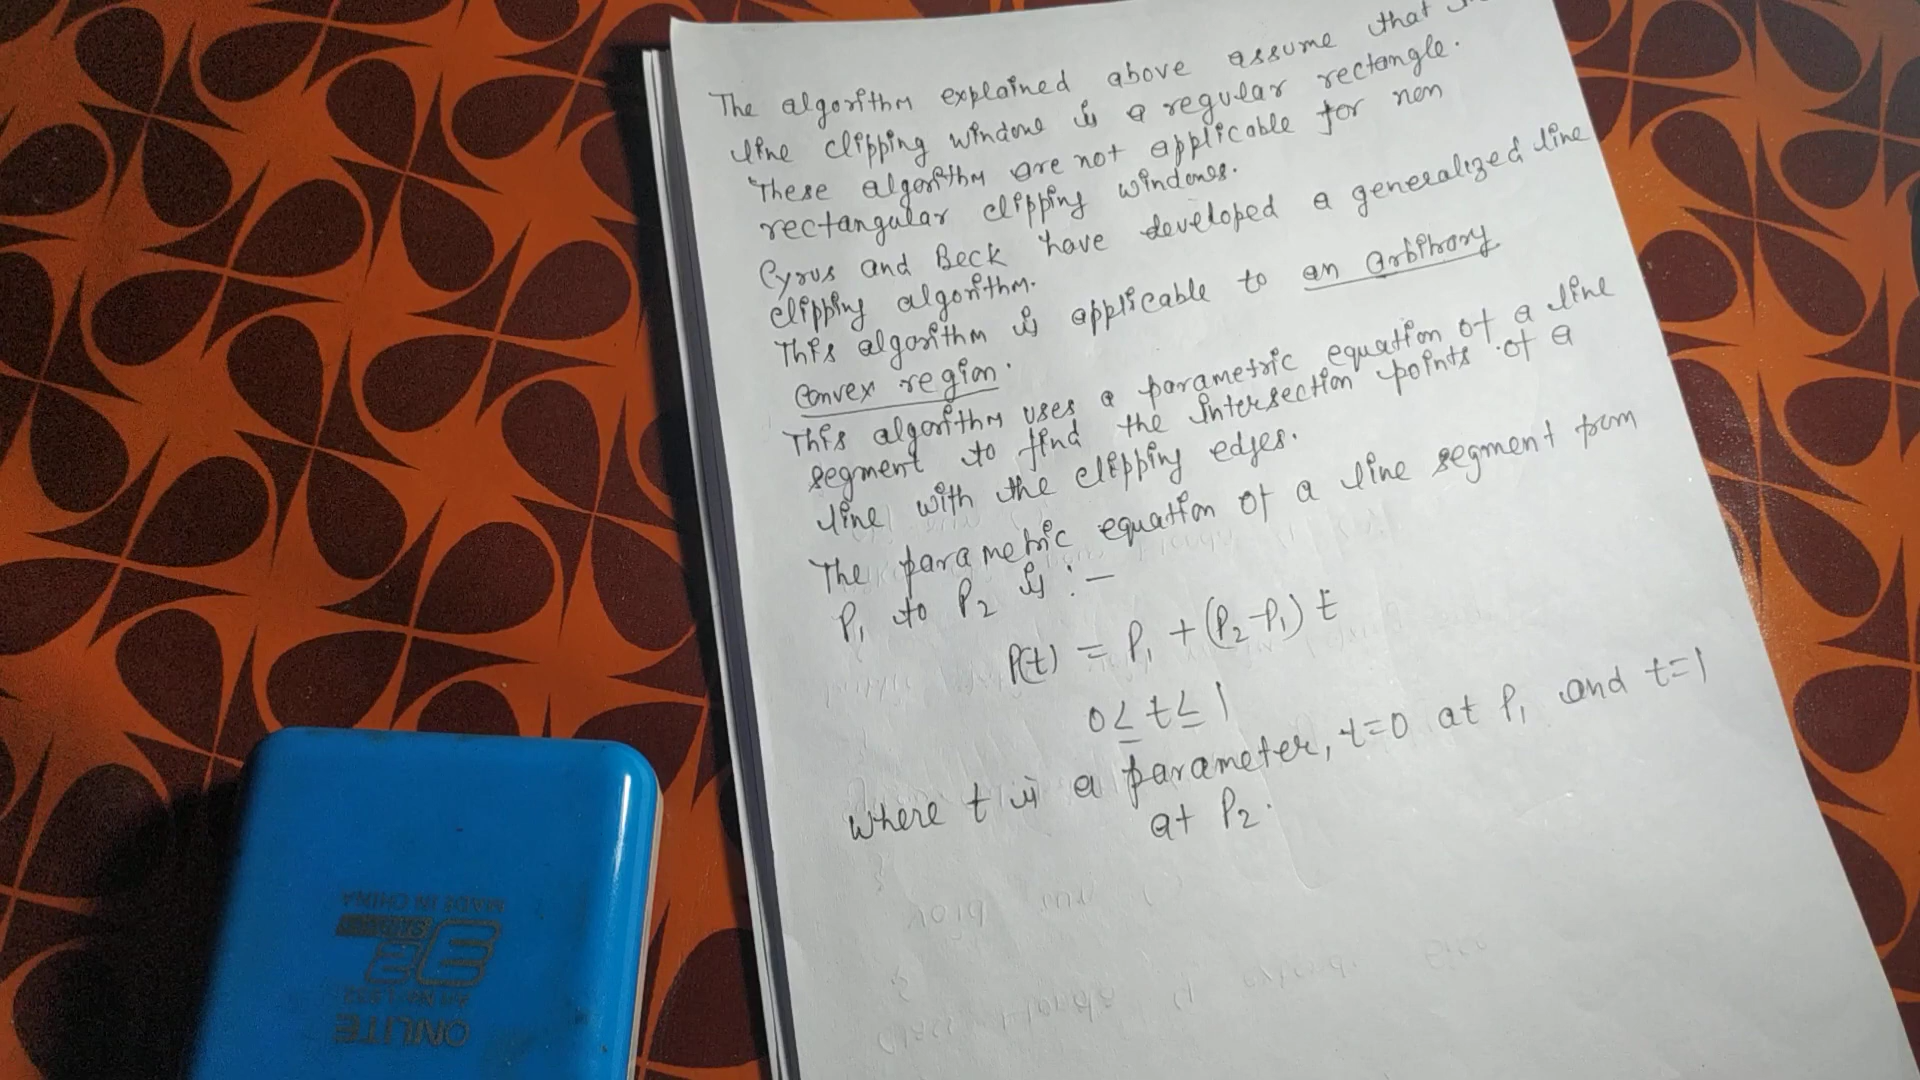 The algorithm explained above assume that
line clipping windows is a regular rectangle.
These algorithm are not applicable for non
rectangular clipping windows.
Cyrus and Beck have developed a generalized line
clipping algorithm.
This algorithm is applicable to an arbitrary
convex region.
This algorithm uses a parametric equation of a line
segment to find the intersection points of a
line with the clipping edges.
The parametric equation of a line segment from
P₁ to P₂ is :-
P(t) = P₁ + (P₂-P₁) t
0 ≤ t ≤ 1
where t is a parameter, t=0 at P₁ and t=1
at P₂.
ONLITE
MADE IN CHINA